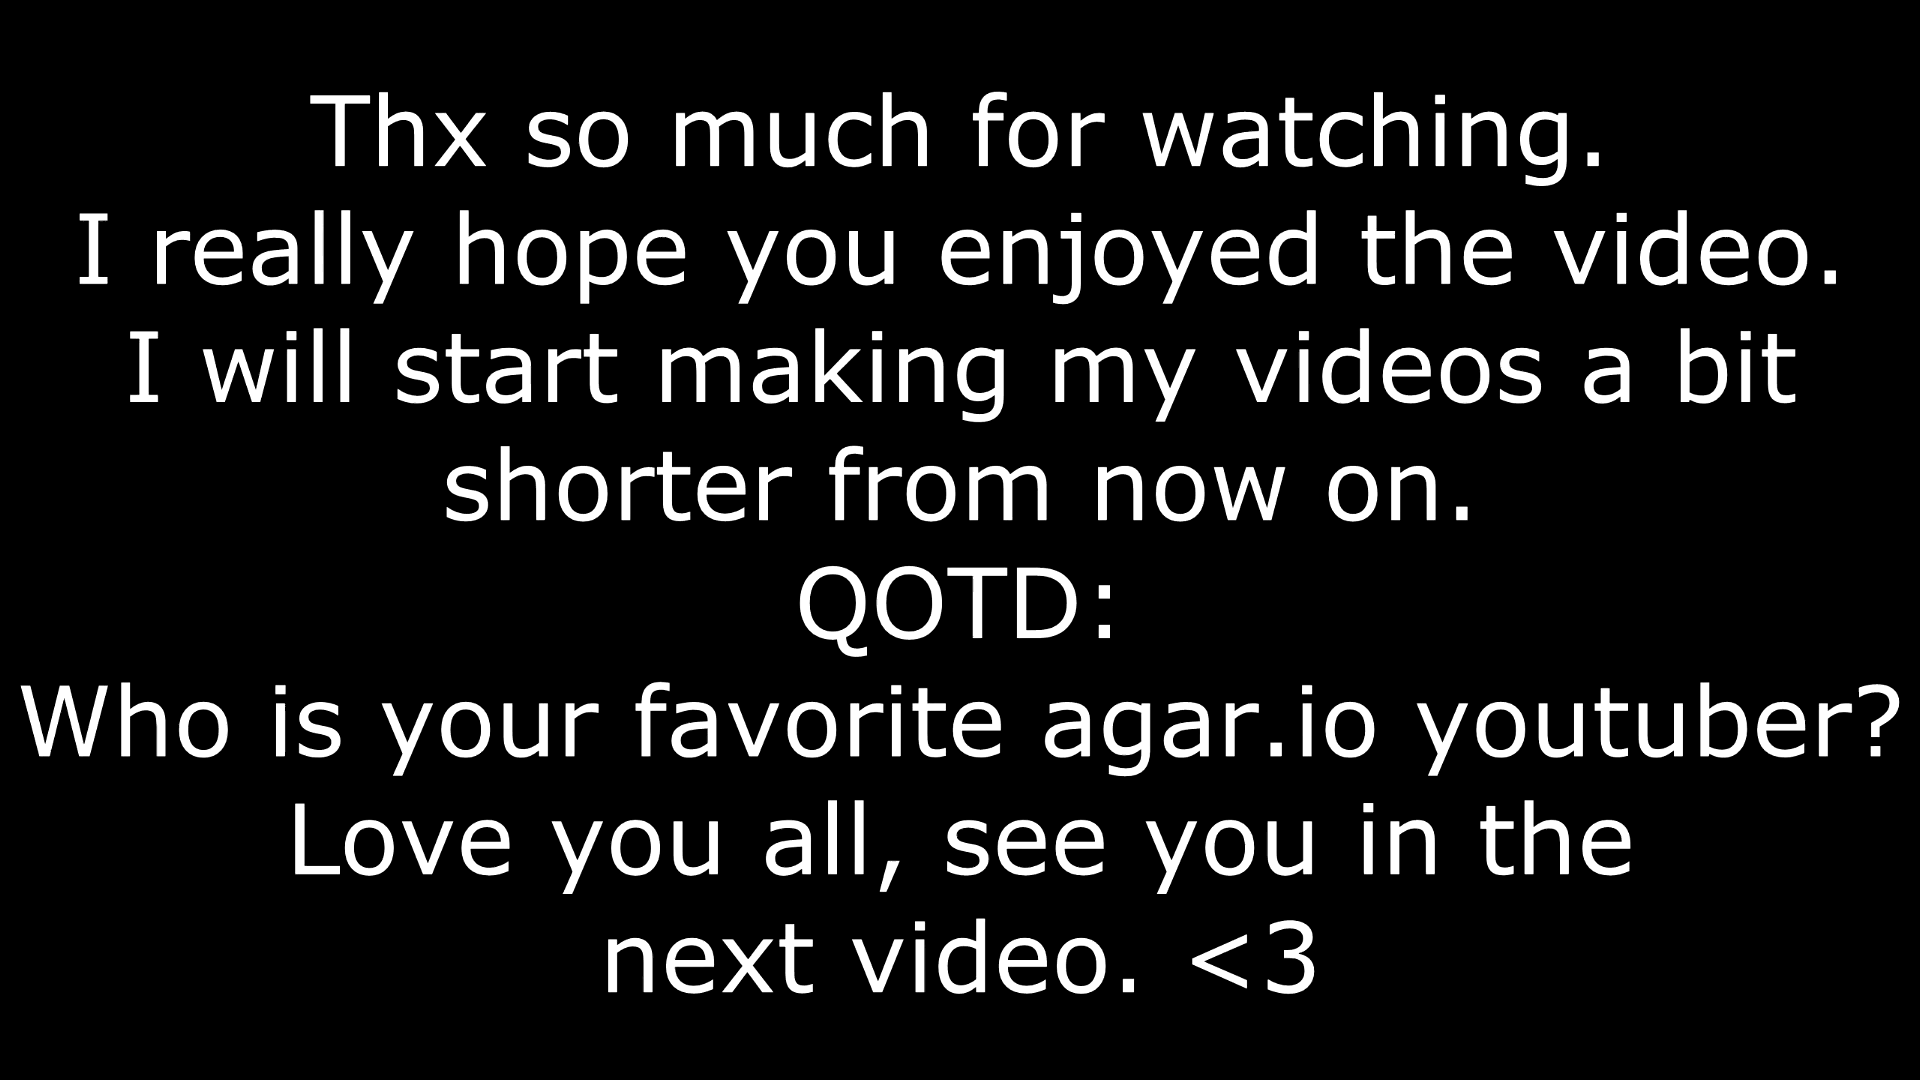 Thx so much for watching.
I really hope you enjoyed the video.
I will start making my videos a bit
shorter from now on.
QOTD:
Who is your favorite agar.io youtuber?
Love you all, see you in the
next video. <3